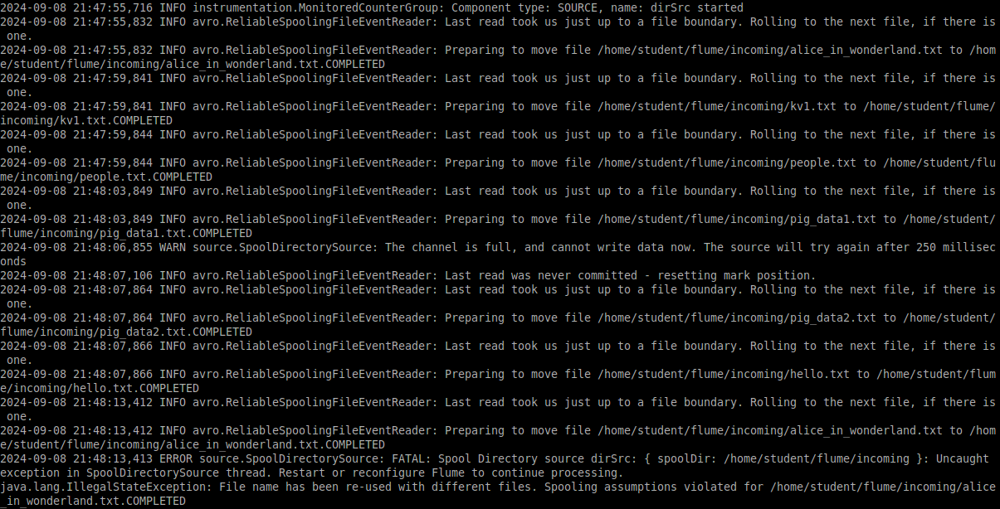 2024-09-08 21:47:55,716 INFO instrumentation.MonitoredCounterGroup: Component type: SOURCE, name: dirSrc started
2024-09-08 21:47:55,832 INFO avro.ReliableSpoolingFileEventReader: Last read took us just up to a file boundary. Rolling to the next file, if there is
 one.
2024-09-08 21:47:55,832 INFO avro.ReliableSpoolingFileEventReader: Preparing to move file /home/student/flume/incoming/alice_in_wonderland.txt to /hom
e/student/flume/incoming/alice_in_wonderland.txt.COMPLETED
2024-09-08 21:47:59,841 INFO avro.ReliableSpoolingFileEventReader: Last read took us just up to a file boundary. Rolling to the next file, if there is
 one.
2024-09-08 21:47:59,841 INFO avro.ReliableSpoolingFileEventReader: Preparing to move file /home/student/flume/incoming/kv1.txt to /home/student/flume/
incoming/kv1.txt.COMPLETED
2024-09-08 21:47:59,844 INFO avro.ReliableSpoolingFileEventReader: Last read took us just up to a file boundary. Rolling to the next file, if there is
 one.
2024-09-08 21:47:59,844 INFO avro.ReliableSpoolingFileEventReader: Preparing to move file /home/student/flume/incoming/people.txt to /home/student/flu
me/incoming/people.txt.COMPLETED
2024-09-08 21:48:03,849 INFO avro.ReliableSpoolingFileEventReader: Last read took us just up to a file boundary. Rolling to the next file, if there is
 one.
2024-09-08 21:48:03,849 INFO avro.ReliableSpoolingFileEventReader: Preparing to move file /home/student/flume/incoming/pig_data1.txt to /home/student/
flume/incoming/pig_data1.txt.COMPLETED
2024-09-08 21:48:06,855 WARN source.SpoolDirectorySource: The channel is full, and cannot write data now. The source will try again after 250 millisec
onds
2024-09-08 21:48:07,106 INFO avro.ReliableSpoolingFileEventReader: Last read was never committed - resetting mark position.
2024-09-08 21:48:07,864 INFO avro.ReliableSpoolingFileEventReader: Last read took us just up to a file boundary. Rolling to the next file, if there is
 one.
2024-09-08 21:48:07,864 INFO avro.ReliableSpoolingFileEventReader: Preparing to move file /home/student/flume/incoming/pig_data2.txt to /home/student/
flume/incoming/pig_data2.txt.COMPLETED
2024-09-08 21:48:07,866 INFO avro.ReliableSpoolingFileEventReader: Last read took us just up to a file boundary. Rolling to the next file, if there is
 one.
2024-09-08 21:48:07,866 INFO avro.ReliableSpoolingFileEventReader: Preparing to move file /home/student/flume/incoming/hello.txt to /home/student/flum
e/incoming/hello.txt.COMPLETED
2024-09-08 21:48:13,412 INFO avro.ReliableSpoolingFileEventReader: Last read took us just up to a file boundary. Rolling to the next file, if there is
 one.
2024-09-08 21:48:13,412 INFO avro.ReliableSpoolingFileEventReader: Preparing to move file /home/student/flume/incoming/alice_in_wonderland.txt to /hom
e/student/flume/incoming/alice_in_wonderland.txt.COMPLETED
2024-09-08 21:48:13,413 ERROR source.SpoolDirectorySource: FATAL: Spool Directory source dirSrc: { spoolDir: /home/student/flume/incoming }: Uncaught
exception in SpoolDirectorySource thread. Restart or reconfigure Flume to continue processing.
java.lang.IllegalStateException: File name has been re-used with different files. Spooling assumptions violated for /home/student/flume/incoming/alice
_in_wonderland.txt.COMPLETED